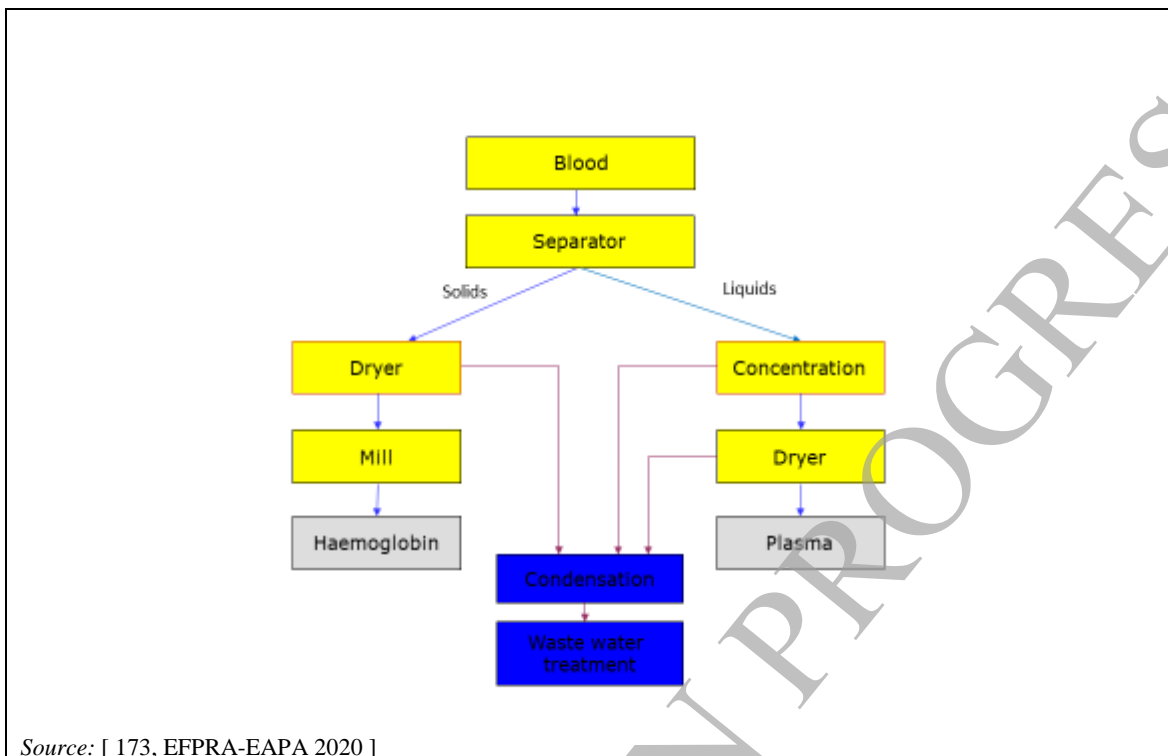 Blood
Separator
Solids
Liquids
Dryer
Concentration
Mill
Dryer
Haemoglobin
Plasma
Condensation
Waste water
treatment
Source: [ 173, EFPRA-EAPA 2020 ]
N PROGRES